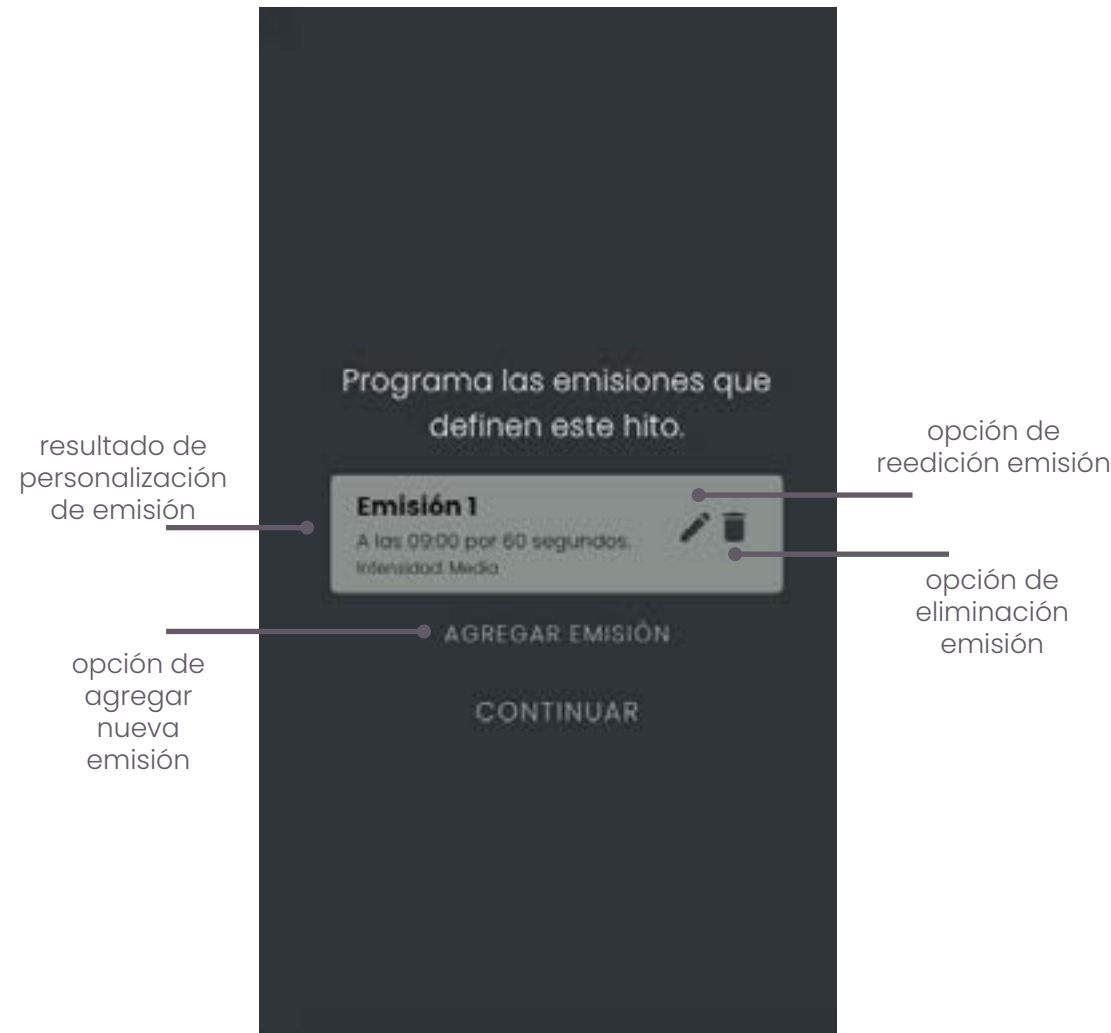 Programa las emisiones que
definen este hito.
resultado de
personalización
de emisión
Emisión 1
A las 09:00 por 60 segundos.
Intensidad: Media
opción de
reedición emisión
opción de
eliminación
emisión
AGREGAR EMISIÓN
opción de
agregar
nueva
emisión
CONTINUAR